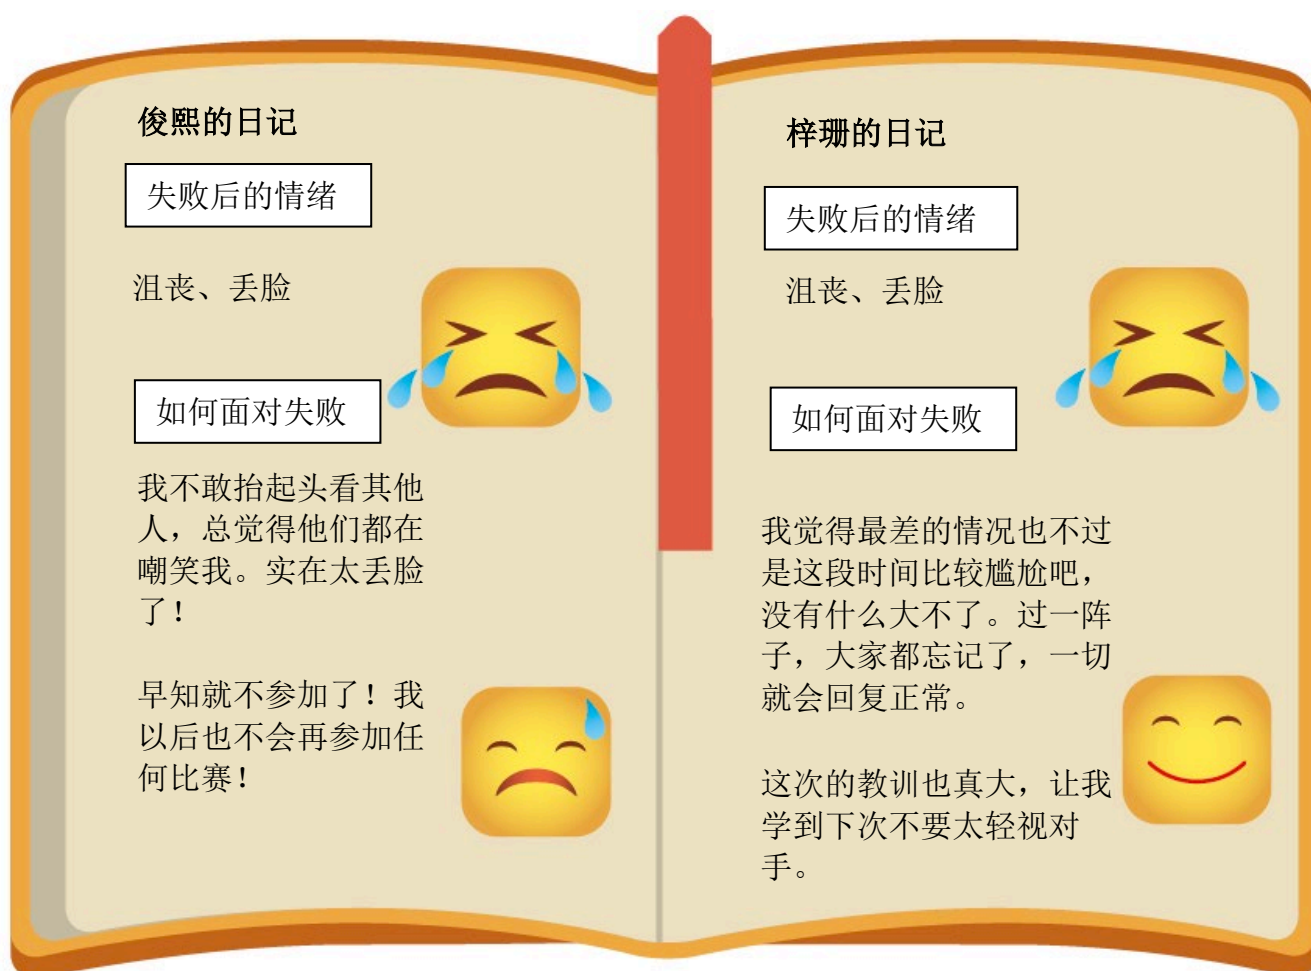 俊熙的日记
失败后的情绪
沮丧、丢脸
如何面对失败
我不敢抬起头看其他
人，总觉得他们都在
嘲笑我。实在太丢脸
了！
早知就不参加了！我
以后也不会再参加任
何比赛！
梓珊的日记
失败后的情绪
沮丧、丢脸
如何面对失败
我觉得最差的情况也不过
是这段时间比较尴尬吧，
没有什么大不了。过一阵
子，大家都忘记了，一切
就会回复正常。
这次的教训也真大，让我
学到下次不要太轻视对
手。